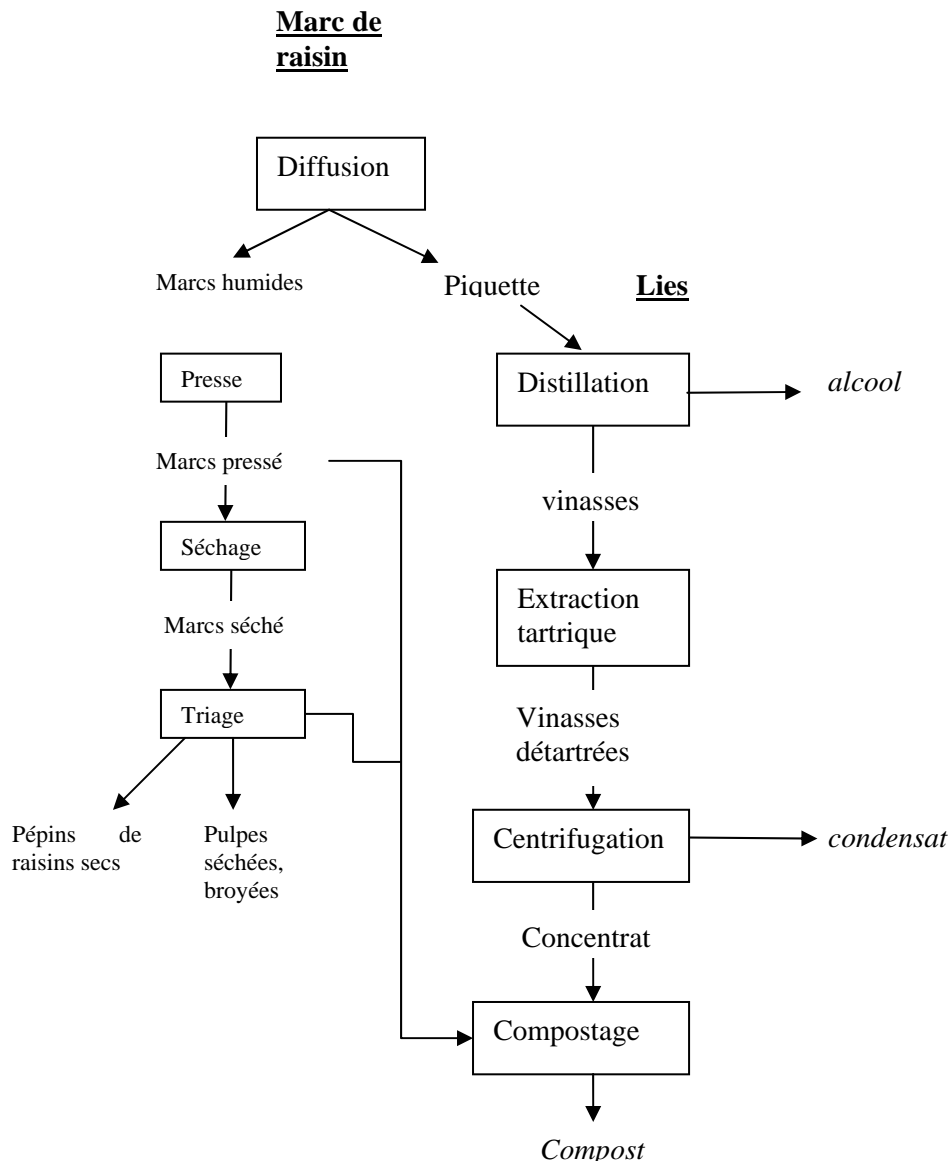 Marc de
raisin
Diffusion
Marcs humides
Piquette
Lies
Presse
Distillation
alcool
Marcs pressé
vinasses
Séchage
Extraction
tartrique
Marcs séché
Triage
Vinasses
détartrées
Pépins de
raisins secs
Pulpes
séchées,
broyées
Centrifugation
condensat
Concentrat
Compostage
Compost